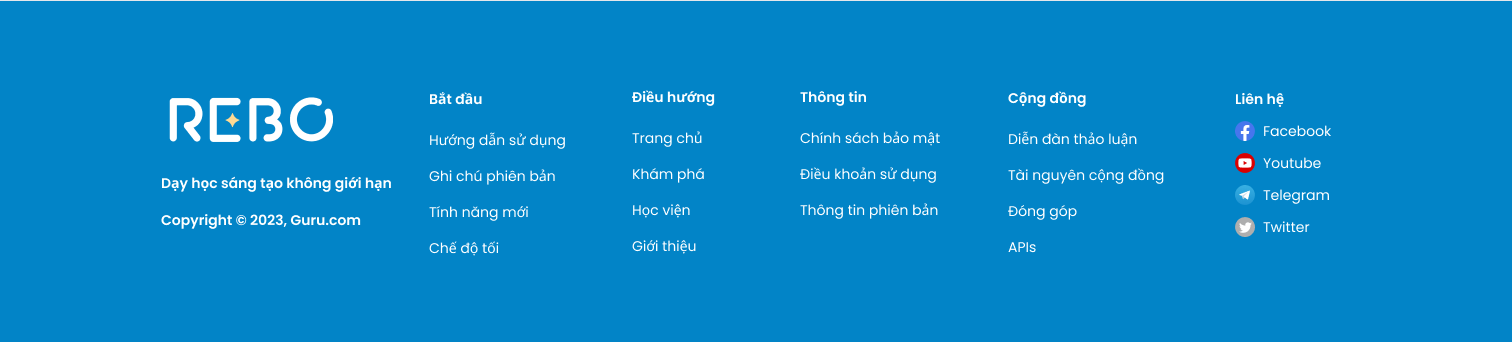 REBO
Dạy học sáng tạo không giới hạn
Copyright © 2023, Guru.com
Bắt đầu
Hướng dẫn sử dụng
Ghi chú phiên bản
Tính năng mới
Chế độ tối
Điều hướng
Trang chủ
Khám phá
Học viện
Giới thiệu
Thông tin
Chính sách bảo mật
Điều khoản sử dụng
Thông tin phiên bản
Cộng đồng
Diễn đàn thảo luận
Tài nguyên cộng đồng
Đóng góp
APIs
Liên hệ
Facebook
Youtube
Telegram
Twitter